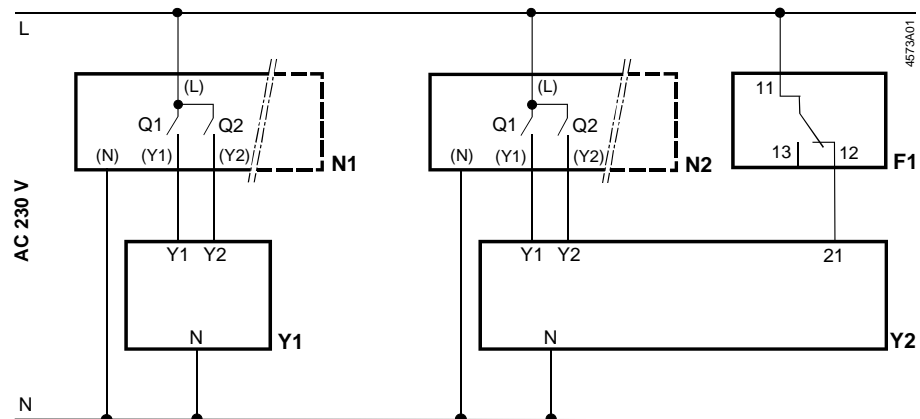 L
4573A01
(L) (L) 11
Q1 Q2 Q1 Q2
(N) (Y1) (Y2) N1 (N) (Y1) (Y2) N2 13 12 F1
AC 230 V
Y1 Y2 Y1 Y2 21
N Y1 N Y2
N